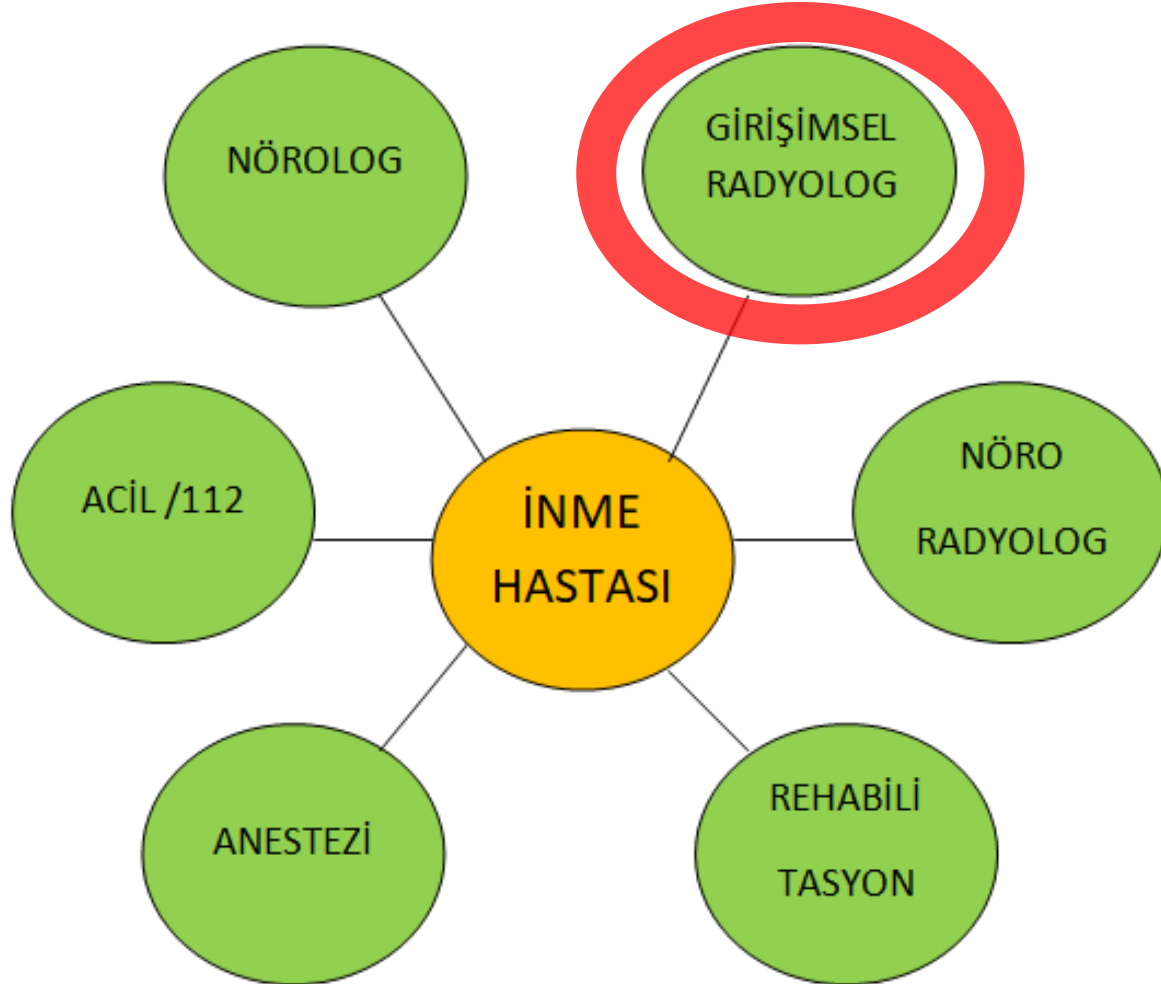 NÖROLOG
GİRİŞİMSEL
RADYOLOG
ACİL /112
İNME
HASTASI
NÖRO
RADYOLOG
ANESTEZİ
REHABİLİ
TASYON